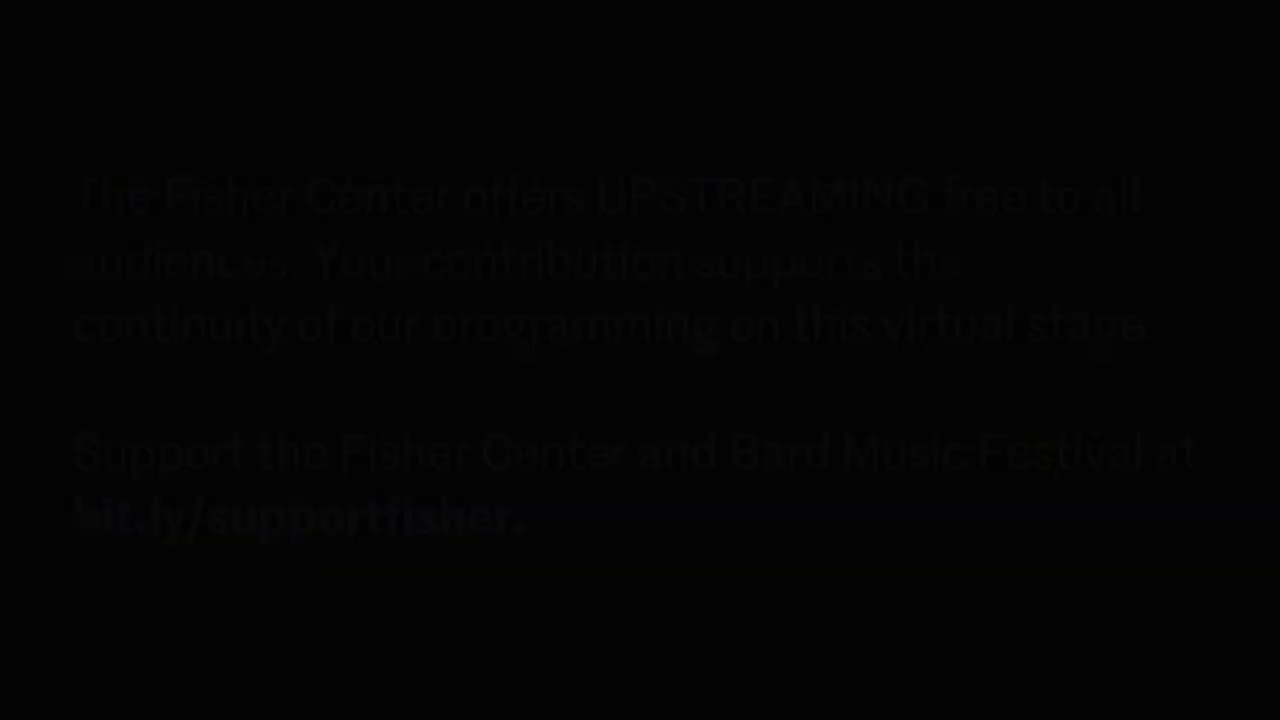 The Fisher Center offers UPSTREAMING free to all
audiences. Your contribution supports the
continuity of our programming on this virtual stage.
Support the Fisher Center and Bard Music Festival at
bit.ly/supportfisher.